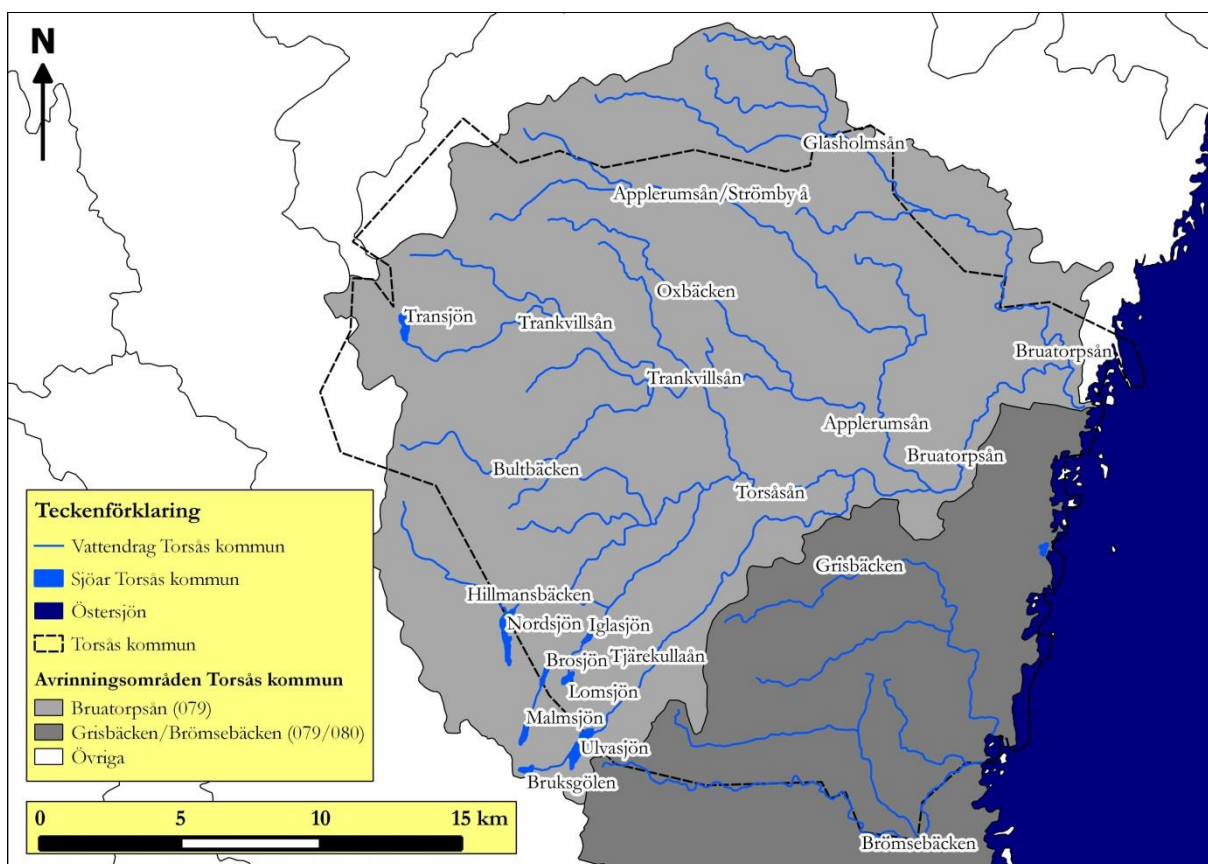 N
Glasholmsån
Applerumsån/Strömby å
Oxbäcken
Transjön
Trankvillsån
Bruatorpsån
Trankvillsån
Applerumsån
Bruatorpsån
Bultbäcken
Torsåsån
Grisbäcken
Hillmansbäcken
Nordsjön
Iglasjön
Brosjön
Tjärekullaån
Lomsjön
Malmsjön
Ulvasjön
Bruksgölen
Brömsebäcken
Teckenförklaring
Vattendrag Torsås kommun
Sjöar Torsås kommun
Östersjön
Torsås kommun
Avrinningsområden Torsås kommun
Bruatorpsån (079)
Grisbäcken/Brömsebäcken (079/080)
Övriga
0 5 10 15 km